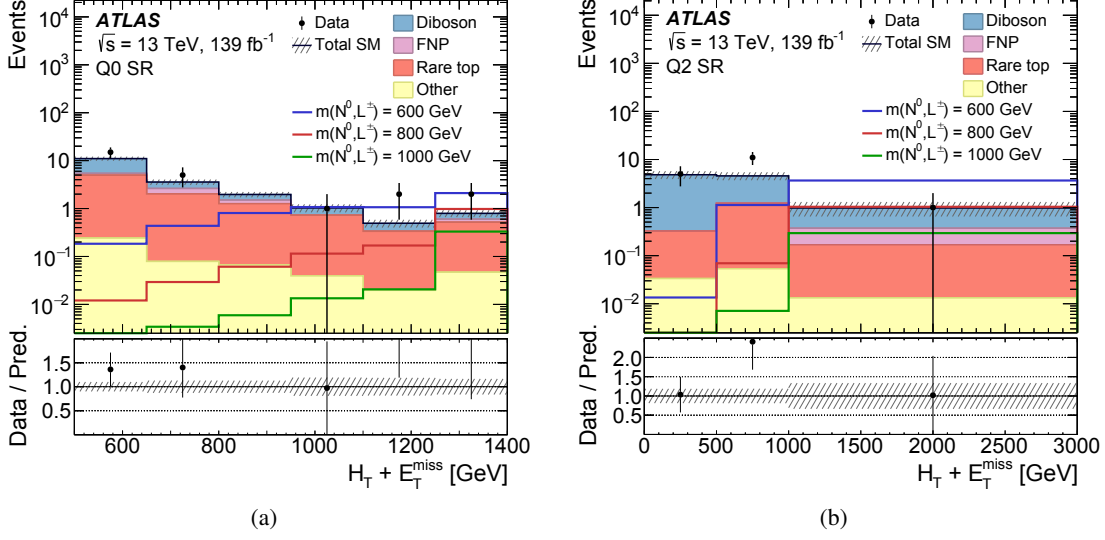 Events
10⁴
10³
10²
10
1
10⁻¹
10⁻²
ATLAS
√s = 13 TeV, 139 fb⁻¹
Q0 SR
Data
Total SM
Diboson
FNP
Rare top
Other
m(N⁰,L±) = 600 GeV
m(N⁰,L±) = 800 GeV
m(N⁰,L±) = 1000 GeV
Data / Pred.
1.5
1.0
0.5
600 800 1000 1200 1400
H_T + E_T^miss [GeV]
(a)
Events
10⁴
10³
10²
10
1
10⁻¹
10⁻²
ATLAS
√s = 13 TeV, 139 fb⁻¹
Q2 SR
Data
Total SM
Diboson
FNP
Rare top
Other
m(N⁰,L±) = 600 GeV
m(N⁰,L±) = 800 GeV
m(N⁰,L±) = 1000 GeV
Data / Pred.
2.0
1.5
1.0
0.5
0 500 1000 1500 2000 2500 3000
H_T + E_T^miss [GeV]
(b)